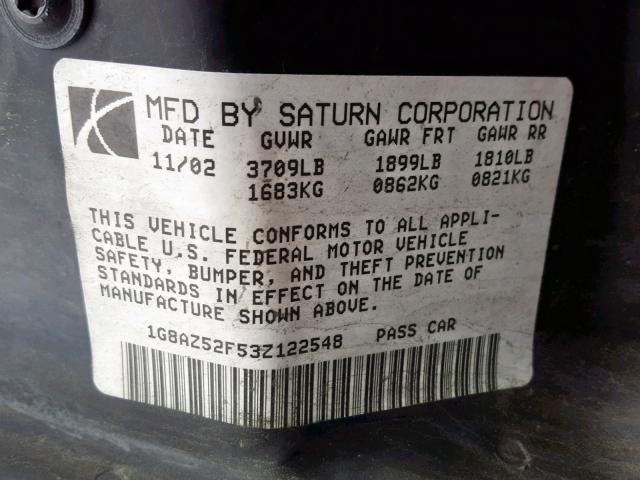 MFD BY SATURN CORPORATION
DATE GVWR GAWR FRT GAWR RR
11/02 3709LB 1899LB 1810LB
1683KG 0862KG 0821KG
THIS VEHICLE CONFORMS TO ALL APPLI-
CABLE U.S. FEDERAL MOTOR VEHICLE
SAFETY, BUMPER, AND THEFT PREVENTION
STANDARDS IN EFFECT ON THE DATE OF
MANUFACTURE SHOWN ABOVE.
1G8AZ52F53Z122548 PASS CAR